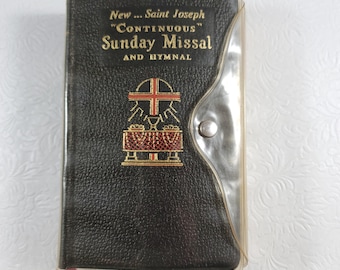 New ... Saint Joseph
"CONTINUOUS"
Sunday Missal
AND HYMNAL